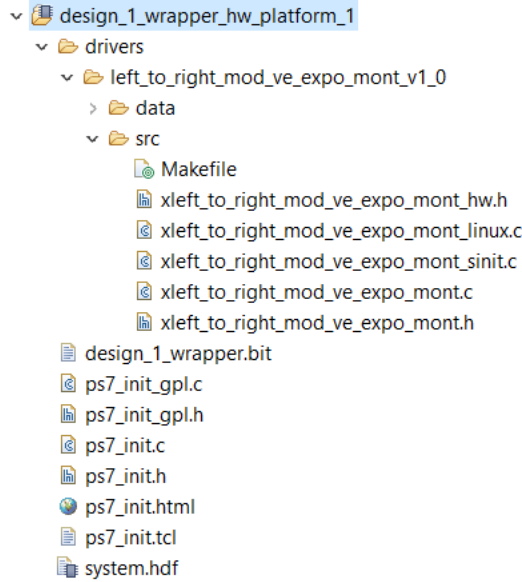 design_1_wrapper_hw_platform_1
drivers
left_to_right_mod_ve_expo_mont_v1_0
data
src
Makefile
xleft_to_right_mod_ve_expo_mont_hw.h
xleft_to_right_mod_ve_expo_mont_linux.c
xleft_to_right_mod_ve_expo_mont_sinit.c
xleft_to_right_mod_ve_expo_mont.c
xleft_to_right_mod_ve_expo_mont.h
design_1_wrapper.bit
ps7_init_gpl.c
ps7_init_gpl.h
ps7_init.c
ps7_init.h
ps7_init.html
ps7_init.tcl
system.hdf